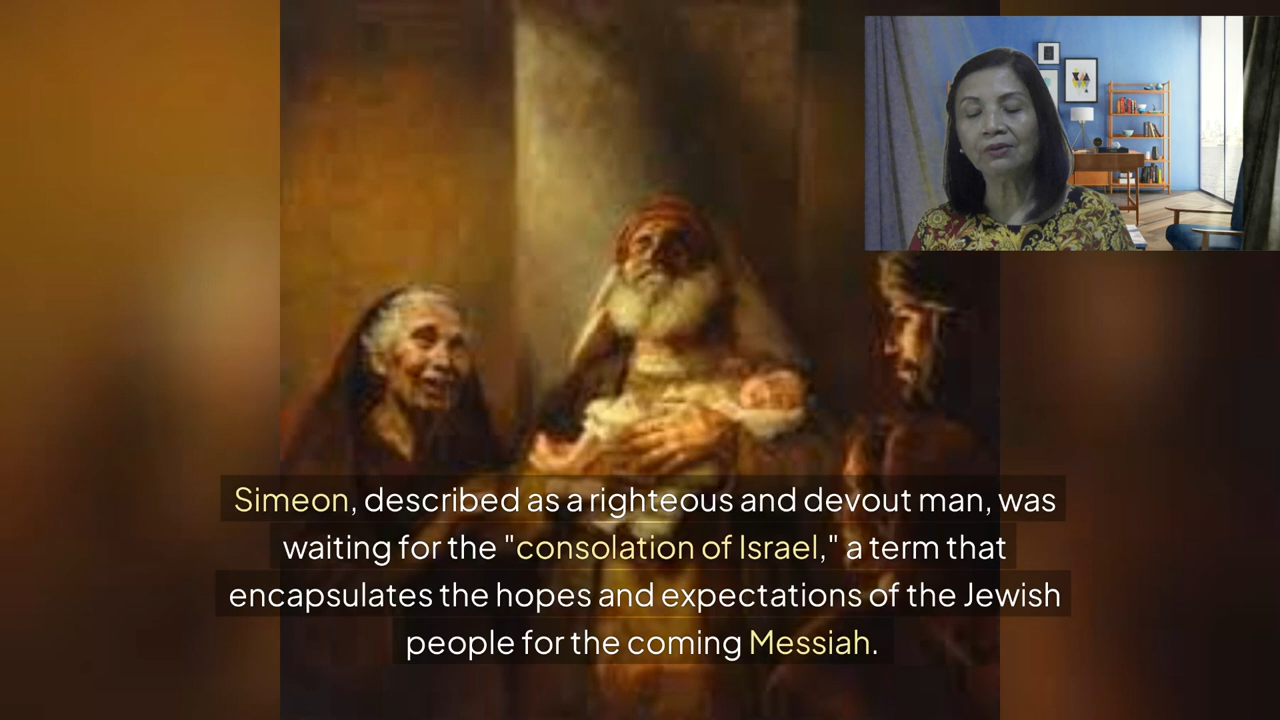 Simeon, described as a righteous and devout man, was
waiting for the "consolation of Israel," a term that
encapsulates the hopes and expectations of the Jewish
people for the coming Messiah.